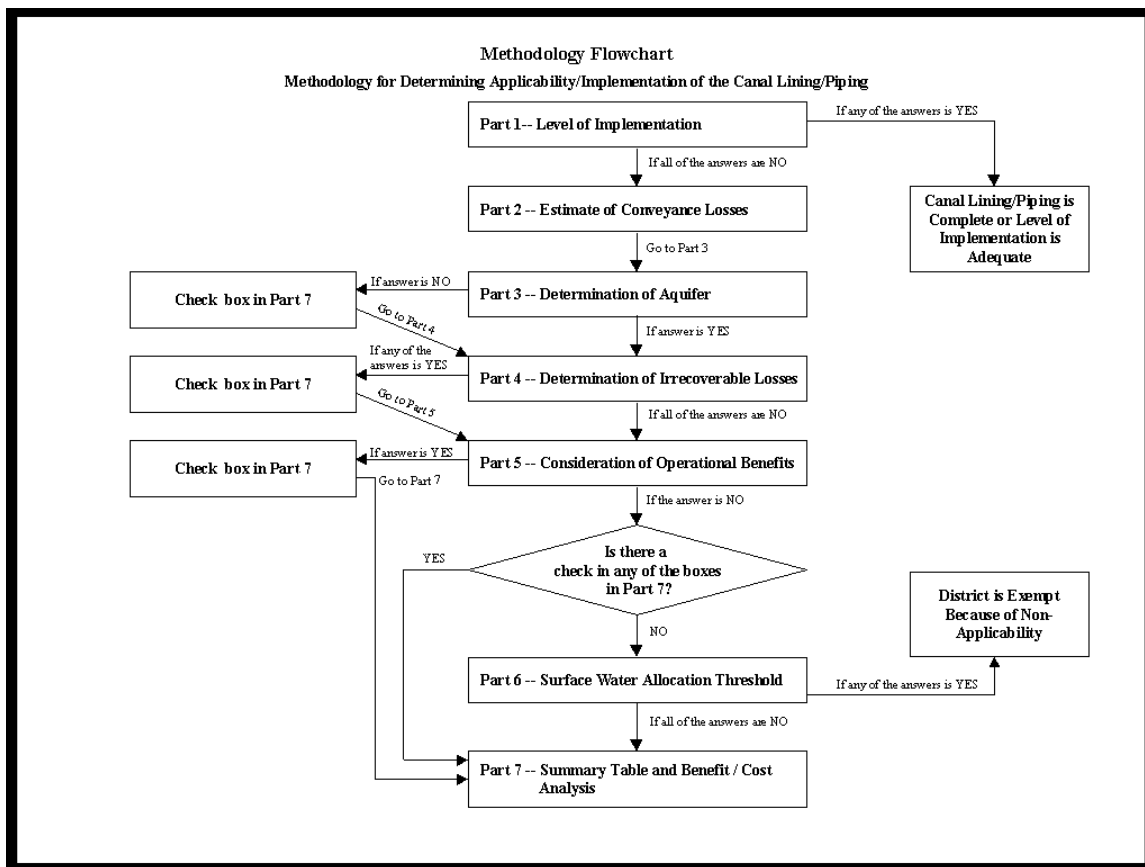 Methodology Flowchart
Methodology for Determining Applicability/Implementation of the Canal Lining/Piping
Part 1-- Level of Implementation
If any of the answers is YES
If all of the answers are NO
Part 2 -- Estimate of Conveyance Losses
Canal Lining/Piping is
Complete or Level of
Implementation is
Adequate
Go to Part 3
Part 3 -- Determination of Aquifer
If answer is NO
Check box in Part 7
Go to Part 4
If answer is YES
Part 4 -- Determination of Irrecoverable Losses
If any of the
answers is YES
Check box in Part 7
Go to Part 5
If all of the answers are NO
Part 5 -- Consideration of Operational Benefits
If answer is YES
Check box in Part 7
Go to Part 7
If the answer is NO
Is there a
check in any of the boxes
in Part 7?
YES
NO
District is Exempt
Because of Non-
Applicability
Part 6 -- Surface Water Allocation Threshold
If any of the answers is YES
If all of the answers are NO
Part 7 -- Summary Table and Benefit / Cost
Analysis